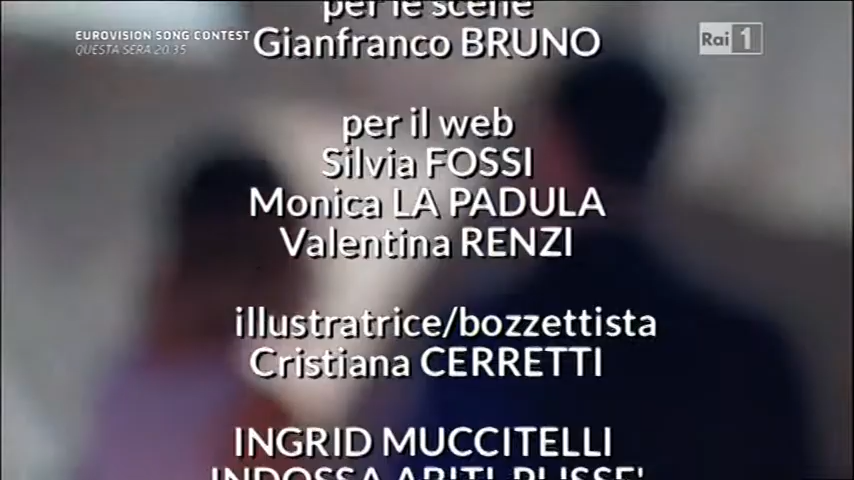 per le scene
EUROVISION SONG CONTEST
QUESTA SERA 20.35
Gianfranco BRUNO
Rai 1
per il web
Silvia FOSSI
Monica LA PADULA
Valentina RENZI
illustratrice/bozzettista
Cristiana CERRETTI
INGRID MUCCITELLI
INDOSSA ABITI PLISSE'